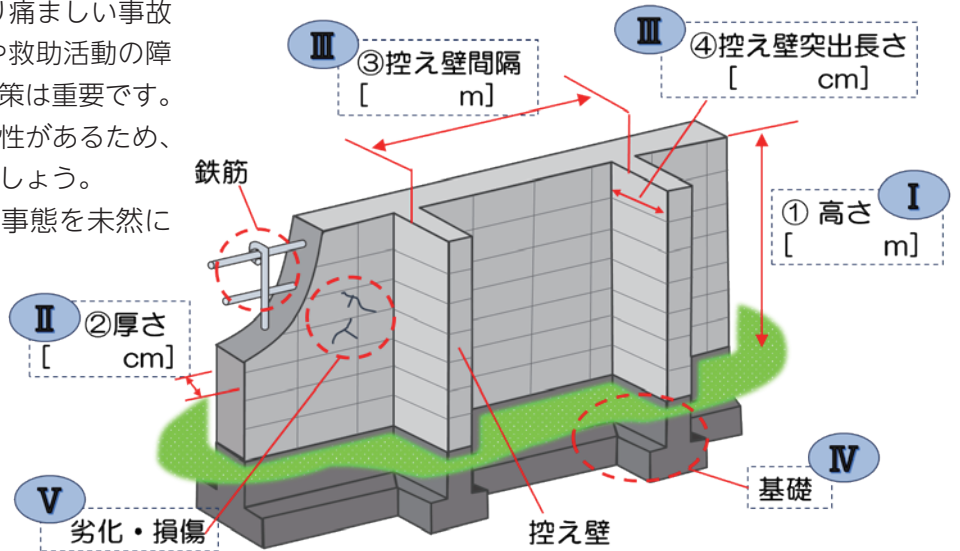 り痛ましい事故
や救助活動の障
策は重要です。
性があるため、
しょう。
事態を未然に
鉄筋
Ⅲ
③控え壁間隔
[ m]
Ⅲ
④控え壁突出長さ
[ cm]
Ⅰ
① 高さ
[ m]
Ⅱ
②厚さ
[ cm]
Ⅳ
基礎
Ⅴ
劣化・損傷
控え壁